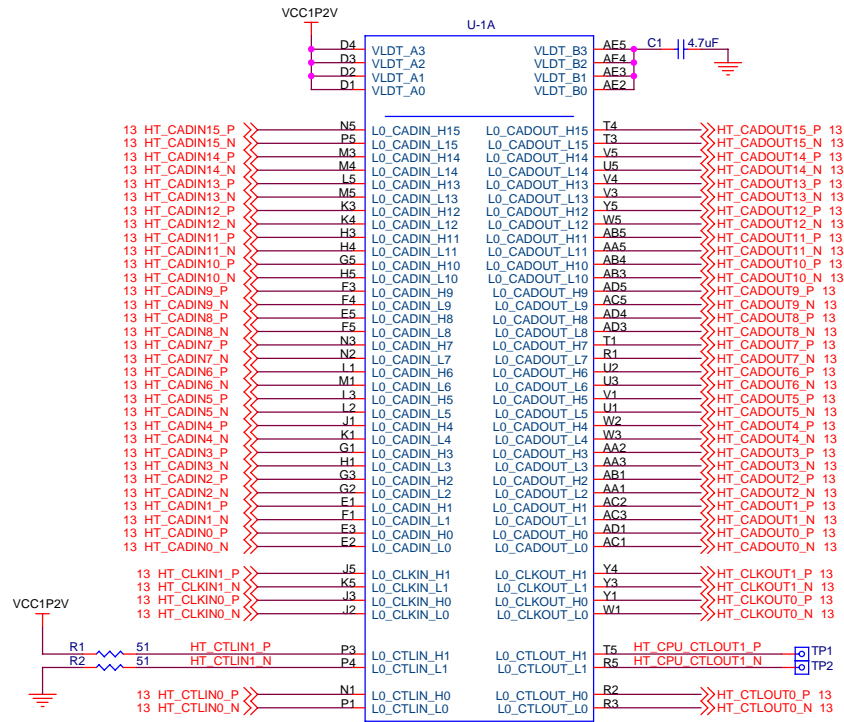 VCC1P2V
U-1A
D4 VLDT_A3 VLDT_B3 AE5 C1 4.7uF
D3 VLDT_A2 VLDT_B2 AE4
D2 VLDT_A1 VLDT_B1 AE3
D1 VLDT_A0 VLDT_B0 AE2
13 HT_CADIN15_P N5 L0_CADIN_H15 L0_CADOUT_H15 T4 HT_CADOUT15_P 13
13 HT_CADIN15_N P5 L0_CADIN_L15 L0_CADOUT_L15 T3 HT_CADOUT15_N 13
13 HT_CADIN14_P M3 L0_CADIN_H14 L0_CADOUT_H14 V5 HT_CADOUT14_P 13
13 HT_CADIN14_N M4 L0_CADIN_L14 L0_CADOUT_L14 U5 HT_CADOUT14_N 13
13 HT_CADIN13_P L5 L0_CADIN_H13 L0_CADOUT_H13 V4 HT_CADOUT13_P 13
13 HT_CADIN13_N M5 L0_CADIN_L13 L0_CADOUT_L13 V3 HT_CADOUT13_N 13
13 HT_CADIN12_P K3 L0_CADIN_H12 L0_CADOUT_H12 Y5 HT_CADOUT12_P 13
13 HT_CADIN12_N K4 L0_CADIN_L12 L0_CADOUT_L12 W5 HT_CADOUT12_N 13
13 HT_CADIN11_P H3 L0_CADIN_H11 L0_CADOUT_H11 AB5 HT_CADOUT11_P 13
13 HT_CADIN11_N H4 L0_CADIN_L11 L0_CADOUT_L11 AA5 HT_CADOUT11_N 13
13 HT_CADIN10_P G5 L0_CADIN_H10 L0_CADOUT_H10 AB4 HT_CADOUT10_P 13
13 HT_CADIN10_N H5 L0_CADIN_L10 L0_CADOUT_L10 AB3 HT_CADOUT10_N 13
13 HT_CADIN9_P F3 L0_CADIN_H9 L0_CADOUT_H9 AD5 HT_CADOUT9_P 13
13 HT_CADIN9_N F4 L0_CADIN_L9 L0_CADOUT_L9 AC5 HT_CADOUT9_N 13
13 HT_CADIN8_P E5 L0_CADIN_H8 L0_CADOUT_H8 AD4 HT_CADOUT8_P 13
13 HT_CADIN8_N F5 L0_CADIN_L8 L0_CADOUT_L8 AD3 HT_CADOUT8_N 13
13 HT_CADIN7_P N3 L0_CADIN_H7 L0_CADOUT_H7 T1 HT_CADOUT7_P 13
13 HT_CADIN7_N N2 L0_CADIN_L7 L0_CADOUT_L7 R1 HT_CADOUT7_N 13
13 HT_CADIN6_P L1 L0_CADIN_H6 L0_CADOUT_H6 U2 HT_CADOUT6_P 13
13 HT_CADIN6_N M1 L0_CADIN_L6 L0_CADOUT_L6 U3 HT_CADOUT6_N 13
13 HT_CADIN5_P L3 L0_CADIN_H5 L0_CADOUT_H5 V1 HT_CADOUT5_P 13
13 HT_CADIN5_N L2 L0_CADIN_L5 L0_CADOUT_L5 U1 HT_CADOUT5_N 13
13 HT_CADIN4_P J1 L0_CADIN_H4 L0_CADOUT_H4 W2 HT_CADOUT4_P 13
13 HT_CADIN4_N K1 L0_CADIN_L4 L0_CADOUT_L4 W3 HT_CADOUT4_N 13
13 HT_CADIN3_P G1 L0_CADIN_H3 L0_CADOUT_H3 AA2 HT_CADOUT3_P 13
13 HT_CADIN3_N H1 L0_CADIN_L3 L0_CADOUT_L3 AA3 HT_CADOUT3_N 13
13 HT_CADIN2_P G3 L0_CADIN_H2 L0_CADOUT_H2 AB1 HT_CADOUT2_P 13
13 HT_CADIN2_N G2 L0_CADIN_L2 L0_CADOUT_L2 AA1 HT_CADOUT2_N 13
13 HT_CADIN1_P E1 L0_CADIN_H1 L0_CADOUT_H1 AC2 HT_CADOUT1_P 13
13 HT_CADIN1_N F1 L0_CADIN_L1 L0_CADOUT_L1 AC3 HT_CADOUT1_N 13
13 HT_CADIN0_P E3 L0_CADIN_H0 L0_CADOUT_H0 AD1 HT_CADOUT0_P 13
13 HT_CADIN0_N E2 L0_CADIN_L0 L0_CADOUT_L0 AC1 HT_CADOUT0_N 13
13 HT_CLKIN1_P J5 L0_CLKIN_H1 L0_CLKOUT_H1 Y4 HT_CLKOUT1_P 13
13 HT_CLKIN1_N K5 L0_CLKIN_L1 L0_CLKOUT_L1 Y3 HT_CLKOUT1_N 13
13 HT_CLKIN0_P J3 L0_CLKIN_H0 L0_CLKOUT_H0 Y1 HT_CLKOUT0_P 13
13 HT_CLKIN0_N J2 L0_CLKIN_L0 L0_CLKOUT_L0 W1 HT_CLKOUT0_N 13
VCC1P2V
R1 51 HT_CTLIN1_P P3 L0_CTLIN_H1 L0_CTLOUT_H1 T5 HT_CPU_CTLOUT1_P TP1
R2 51 HT_CTLIN1_N P4 L0_CTLIN_L1 L0_CTLOUT_L1 R5 HT_CPU_CTLOUT1_N TP2
13 HT_CTLIN0_P N1 L0_CTLIN_H0 L0_CTLOUT_H0 R2 HT_CTLOUT0_P 13
13 HT_CTLIN0_N P1 L0_CTLIN_L0 L0_CTLOUT_L0 R3 HT_CTLOUT0_N 13